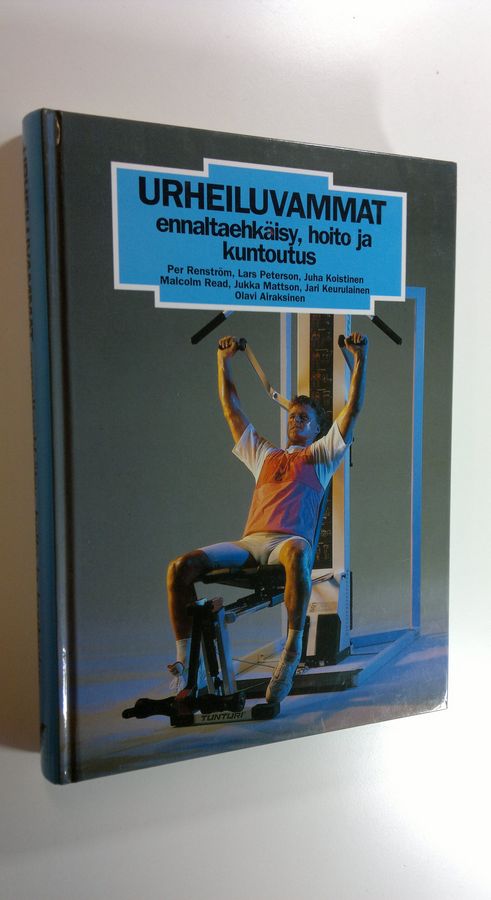 URHEILUVAMMAT
ennaltaehkäisy, hoito ja
kuntoutus
Per Renström, Lars Peterson, Juha Koistinen
Malcolm Read, Jukka Mattson, Jari Keurulainen
Olavi Airaksinen
TUNTURI
URHEILUVAMMAT